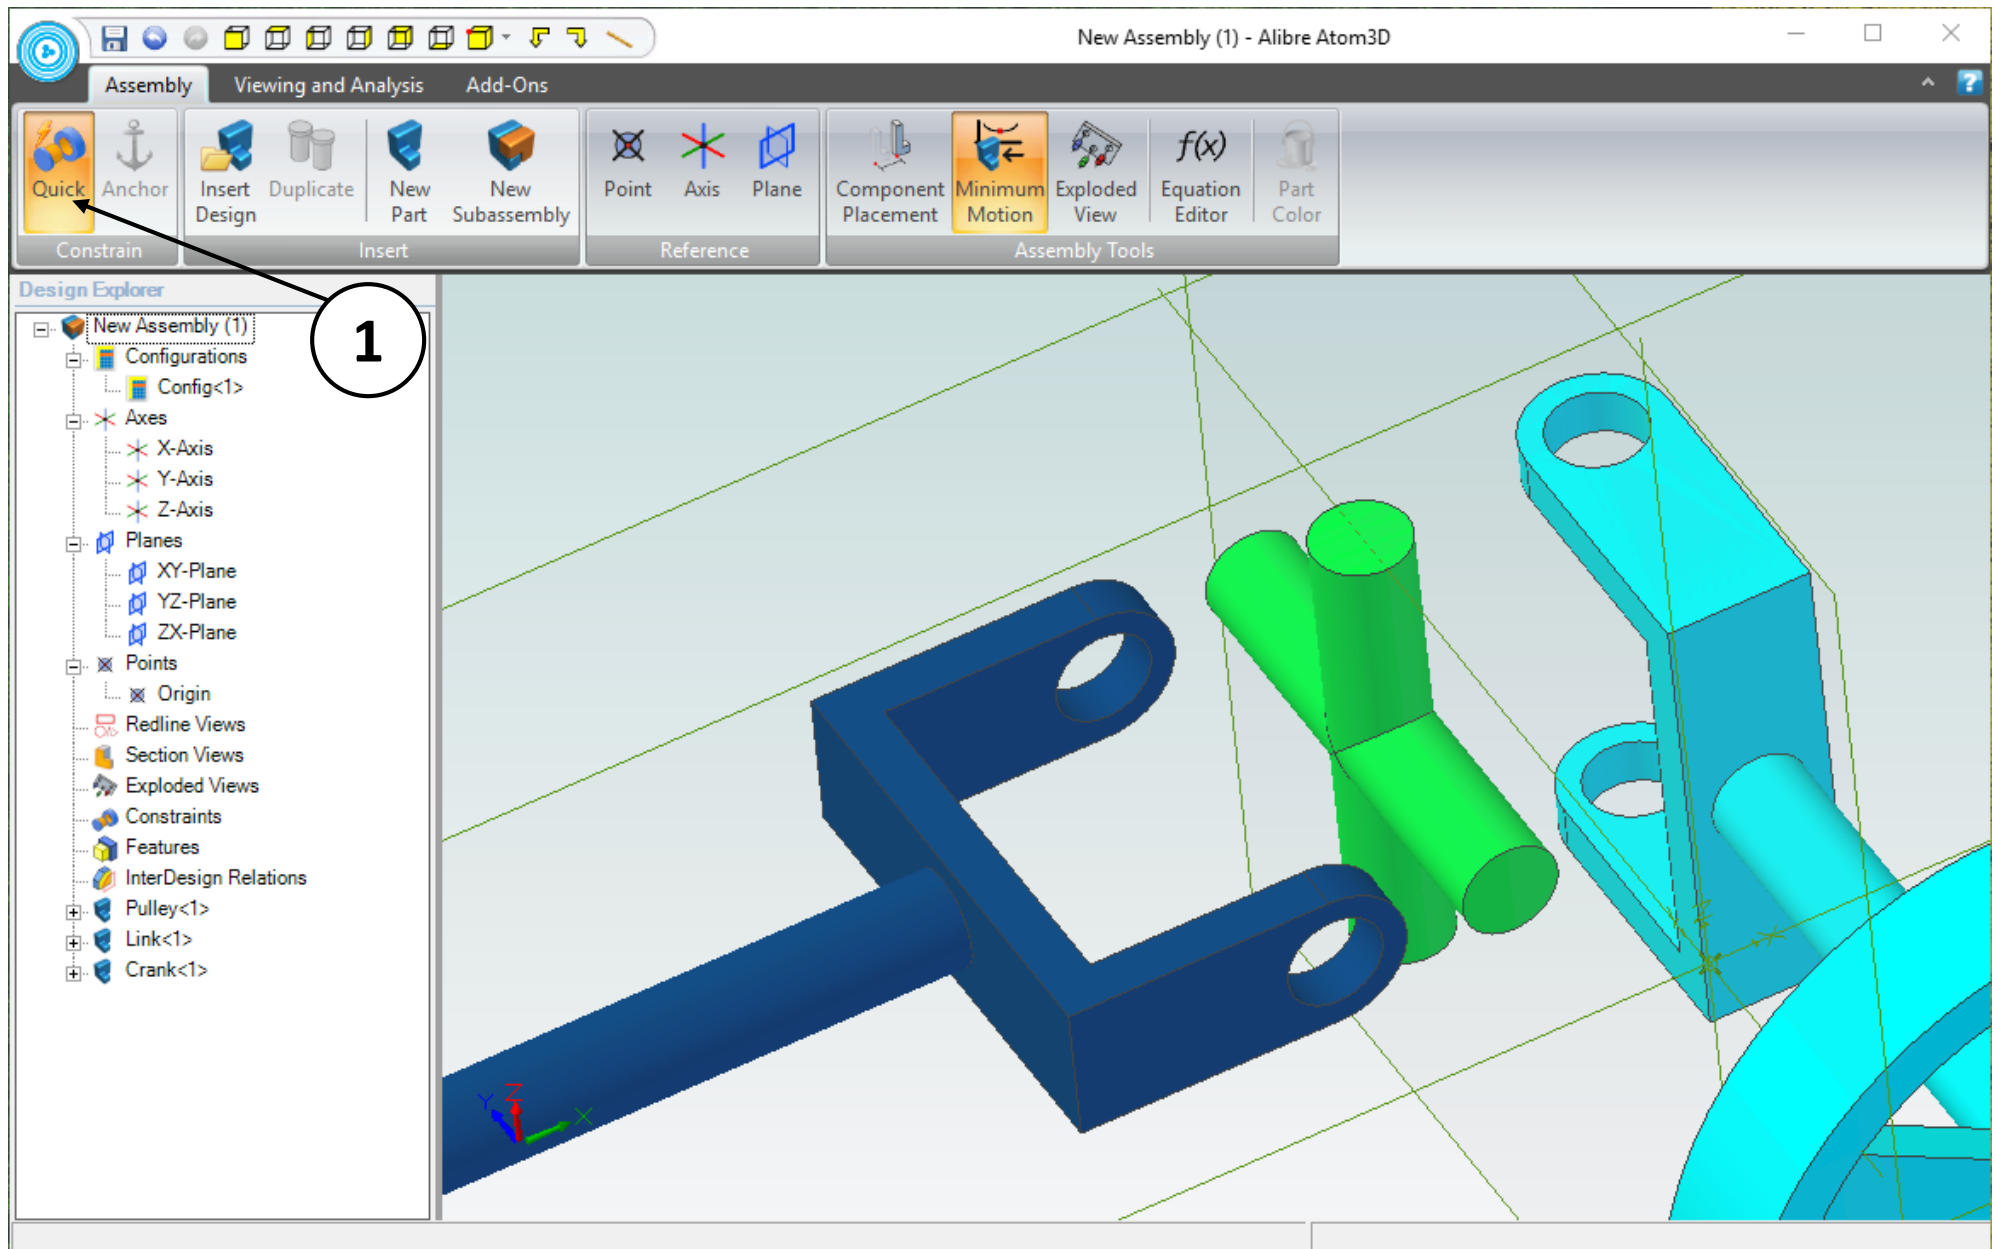 New Assembly (1) - Alibre Atom3D
Assembly Viewing and Analysis Add-Ons
Quick Anchor Insert Design Duplicate New Part New Subassembly Point Axis Plane Component Placement Minimum Motion Exploded View f(x) Equation Editor Part Color
Constrain Insert Reference Assembly Tools
Design Explorer
New Assembly (1)
1
Configurations
Config<1>
Axes
X-Axis
Y-Axis
Z-Axis
Planes
XY-Plane
YZ-Plane
ZX-Plane
Points
Origin
Redline Views
Section Views
Exploded Views
Constraints
Features
InterDesign Relations
Pulley<1>
Link<1>
Crank<1>
Y Z X